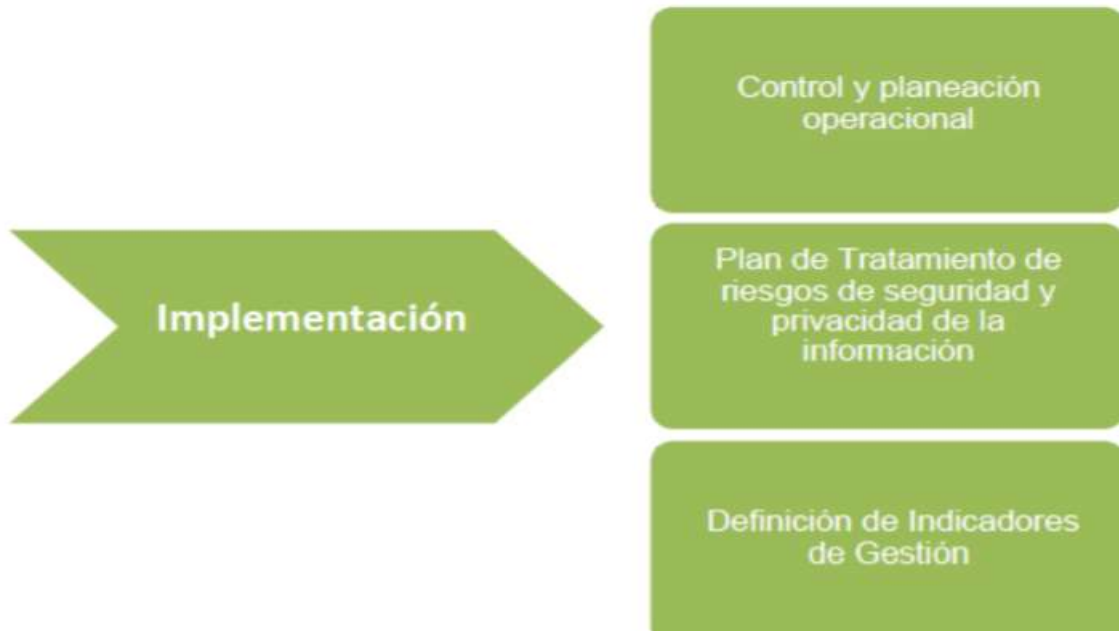 Implementación
Control y planeación
operacional
Plan de Tratamiento de
riesgos de seguridad y
privacidad de la
información
Definición de Indicadores
de Gestión